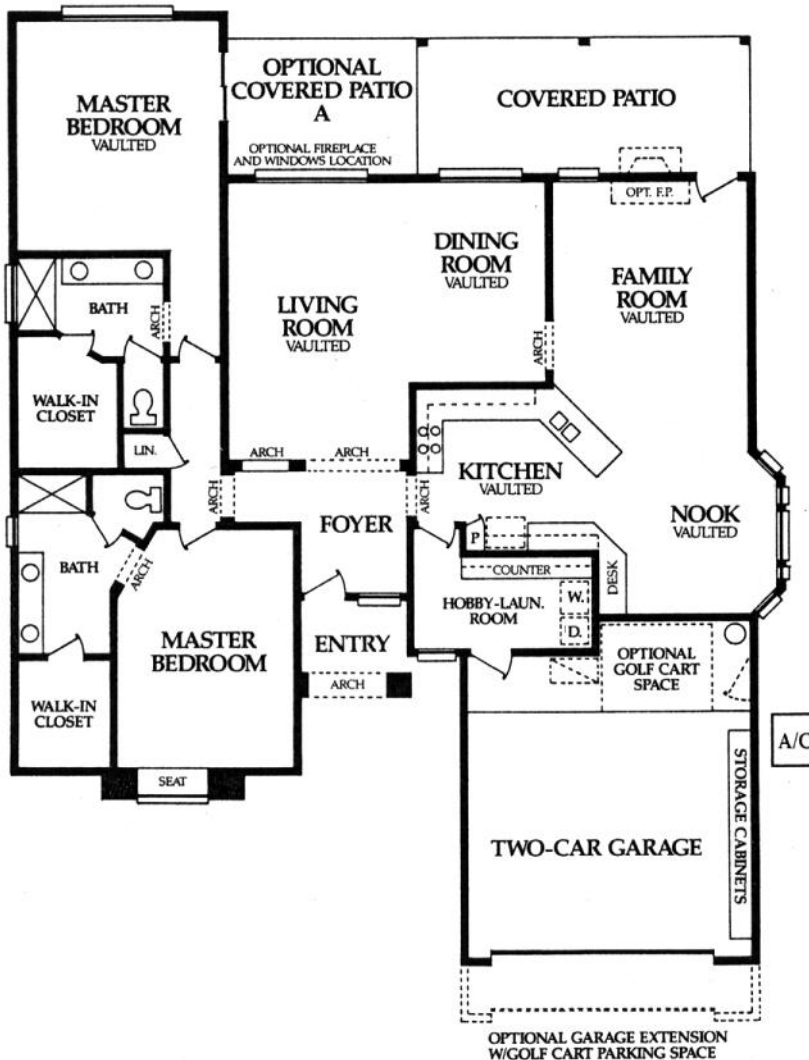 OPTIONAL
COVERED PATIO
A
COVERED PATIO
MASTER
BEDROOM
VAULTED
OPTIONAL FIREPLACE
AND WINDOWS LOCATION
OPT. F.P.
DINING
ROOM
VAULTED
FAMILY
ROOM
VAULTED
LIVING
ROOM
VAULTED
BATH
ARCH
ARCH
WALK-IN
CLOSET
LIN.
ARCH
ARCH
KITCHEN
VAULTED
ARCH
ARCH
FOYER
NOOK
VAULTED
P
BATH
ARCH
COUNTER
DESK
HOBBY-LAUN.
ROOM
W.
D.
MASTER
BEDROOM
ENTRY
OPTIONAL
GOLF CART
SPACE
ARCH
WALK-IN
CLOSET
A/C
SEAT
STORAGE CABINETS
TWO-CAR GARAGE
OPTIONAL GARAGE EXTENSION
W/GOLF CART PARKING SPACE